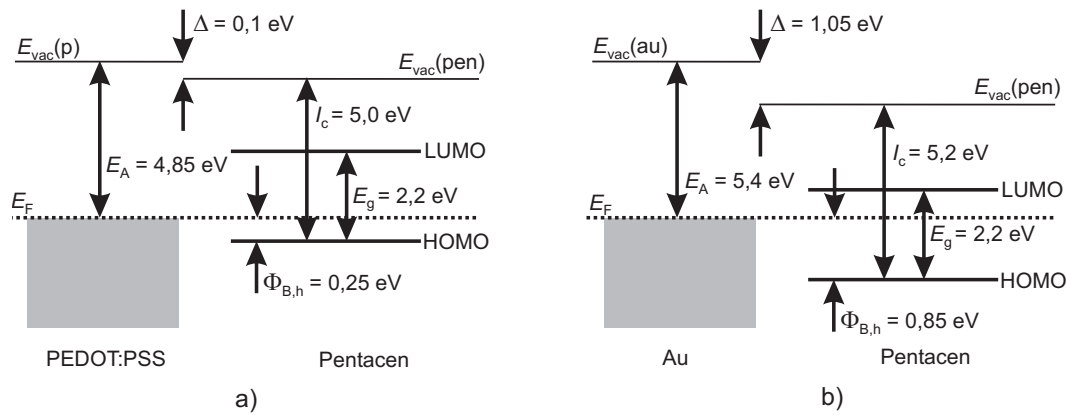 Δ = 0,1 eV
E_vac(p)
E_vac(pen)
I_c = 5,0 eV
LUMO
E_A = 4,85 eV
E_g = 2,2 eV
E_F
HOMO
Φ_B,h = 0,25 eV
PEDOT:PSS
Pentacen
a)
Δ = 1,05 eV
E_vac(au)
E_vac(pen)
I_c = 5,2 eV
E_A = 5,4 eV
LUMO
E_F
E_g = 2,2 eV
HOMO
Φ_B,h = 0,85 eV
Au
Pentacen
b)